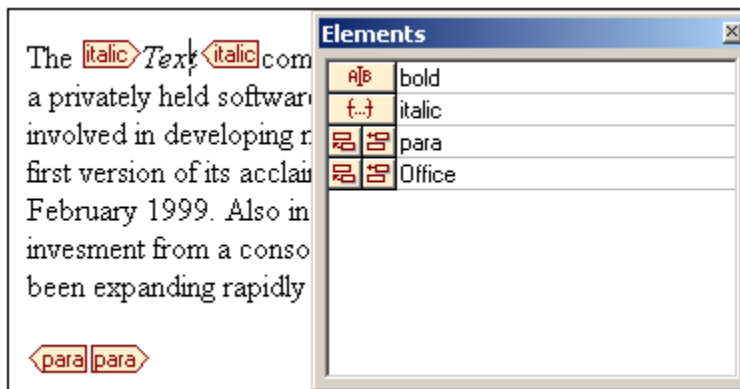 The italic Text italic com
a privately held softwar
involved in developing
first version of its acclai
February 1999. Also in
invesment from a conso
been expanding rapidly
para para
Elements
A B bold
{...} italic
para
Office